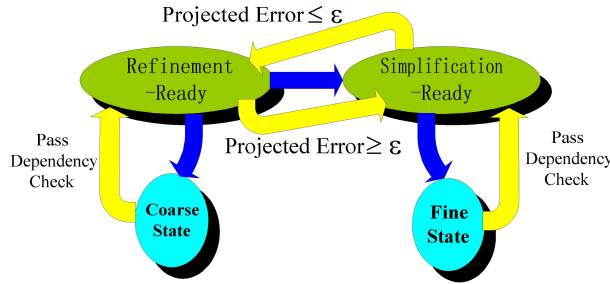 Projected Error ≤ ε
Refinement
-Ready
Simplification
-Ready
Projected Error ≥ ε
Pass
Dependency
Check
Pass
Dependency
Check
Coarse
State
Fine
State